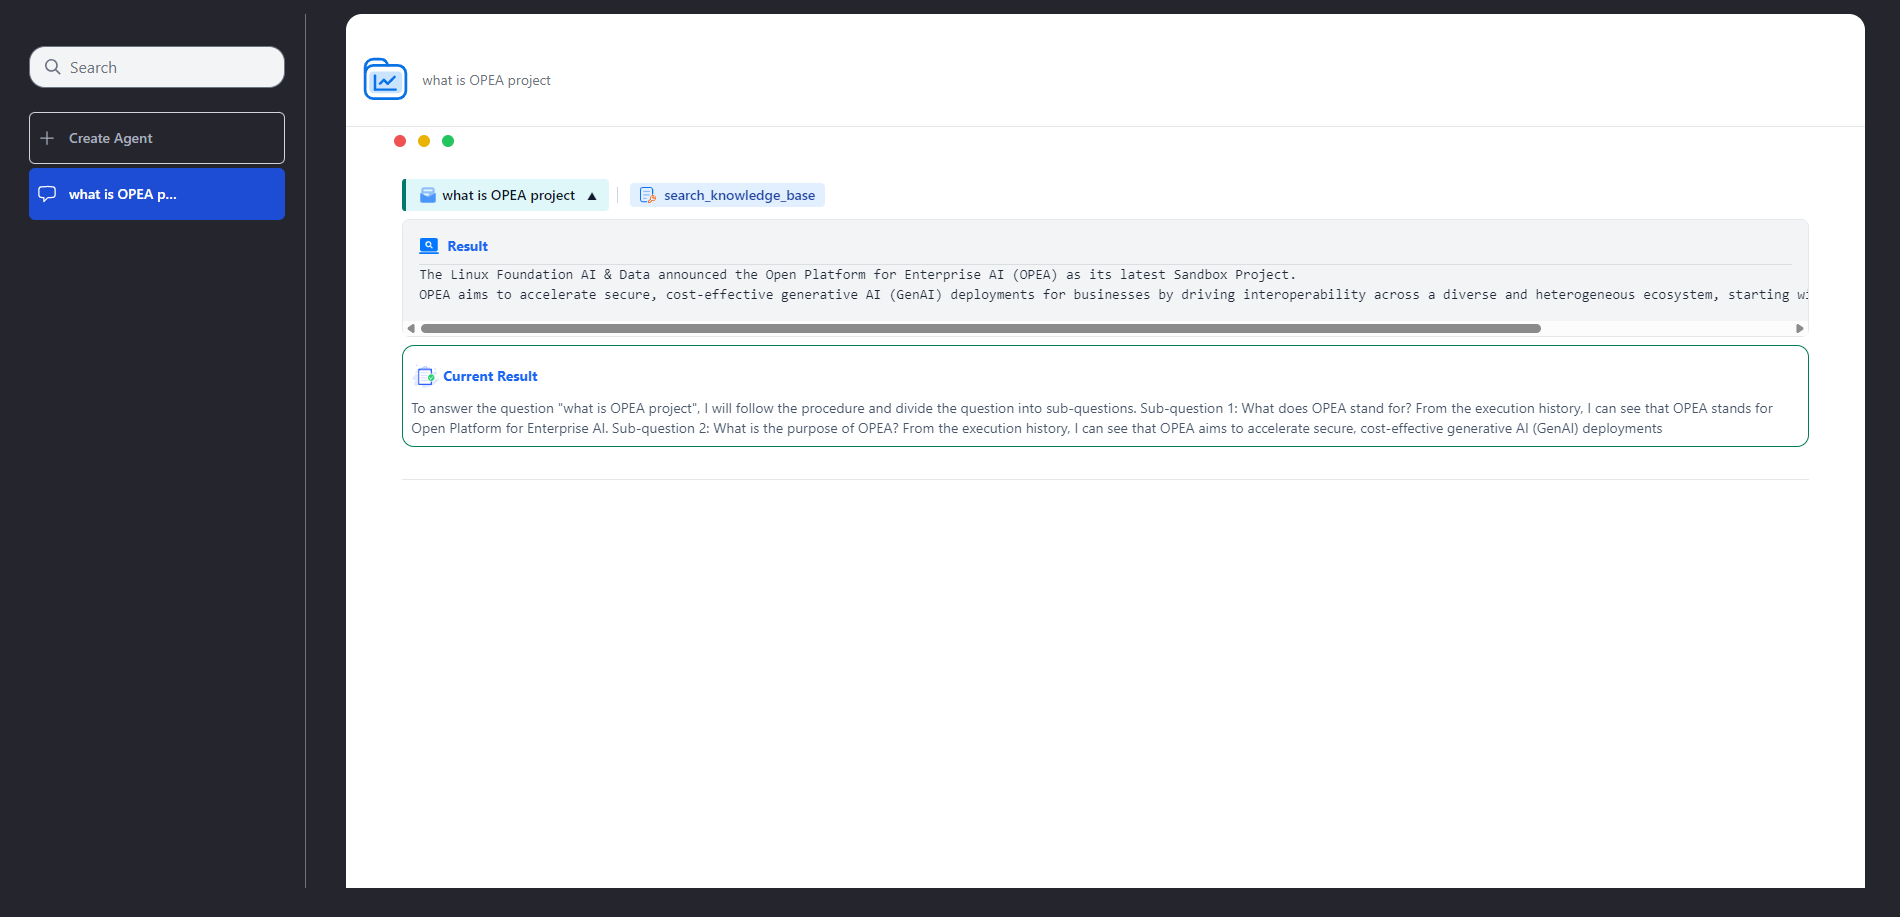 Search
Create Agent
what is OPEA p...
what is OPEA project
what is OPEA project ▲
search_knowledge_base
Result
The Linux Foundation AI & Data announced the Open Platform for Enterprise AI (OPEA) as its latest Sandbox Project.
OPEA aims to accelerate secure, cost-effective generative AI (GenAI) deployments for businesses by driving interoperability across a diverse and heterogeneous ecosystem, starting
Current Result
To answer the question "what is OPEA project", I will follow the procedure and divide the question into sub-questions. Sub-question 1: What does OPEA stand for? From the execution history, I can see that OPEA stands for
Open Platform for Enterprise AI. Sub-question 2: What is the purpose of OPEA? From the execution history, I can see that OPEA aims to accelerate secure, cost-effective generative AI (GenAI) deployments